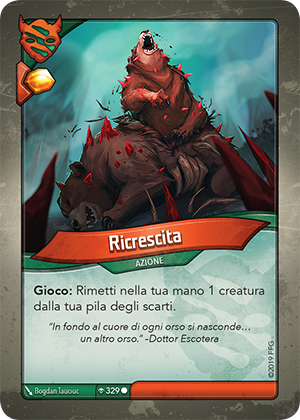 Ricrescita
AZIONE
Gioco: Rimetti nella tua mano 1 creatura
dalla tua pila degli scarti.
“In fondo al cuore di ogni orso si nasconde...
un altro orso.” -Dottor Escotera
©2019 FFG
Bogdan Tauciuc
329